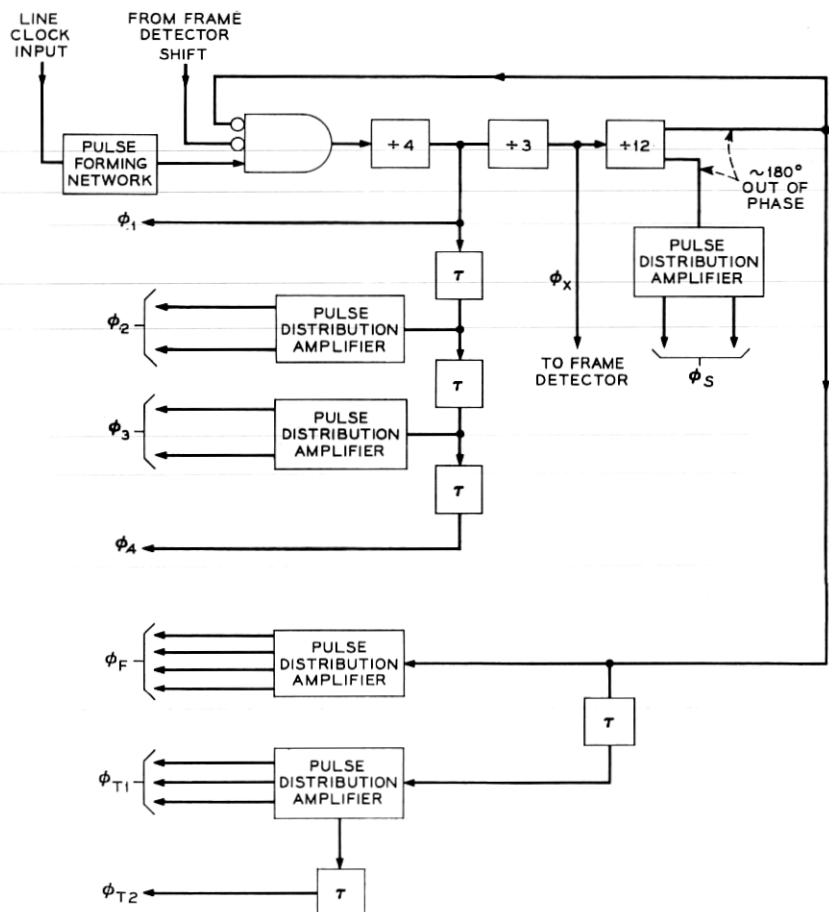 LINE
CLOCK
INPUT
FROM FRAME
DETECTOR
SHIFT
PULSE
FORMING
NETWORK
÷4
÷3
÷12
~180°
OUT OF
PHASE
ϕ1
τ
ϕX
PULSE
DISTRIBUTION
AMPLIFIER
ϕ2
PULSE
DISTRIBUTION
AMPLIFIER
TO FRAME
DETECTOR
ϕS
τ
ϕ3
PULSE
DISTRIBUTION
AMPLIFIER
τ
ϕA
ϕF
PULSE
DISTRIBUTION
AMPLIFIER
τ
ϕT1
PULSE
DISTRIBUTION
AMPLIFIER
ϕT2
τ